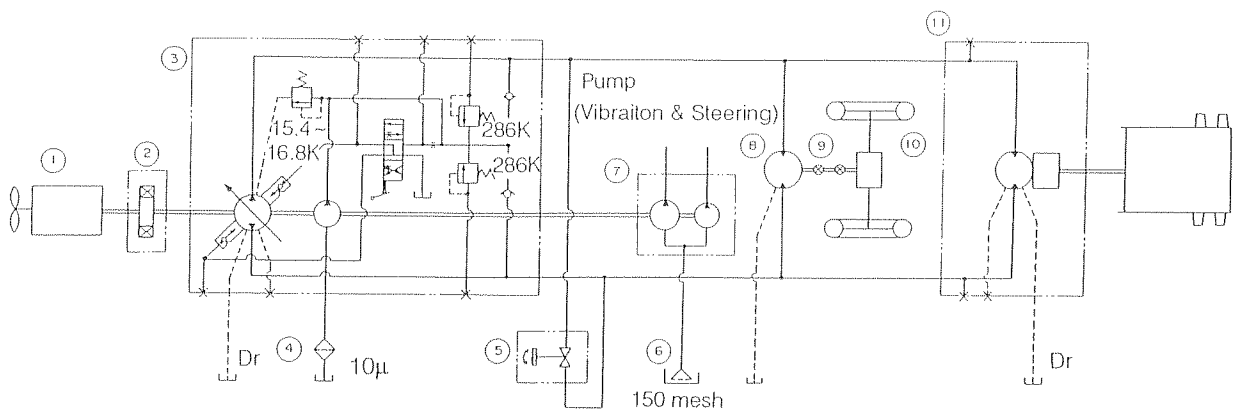 11
3
Pump
(Vibraiton & Steering)
15.4~
16.8K
286K
286K
1
2
7
8
9
10
Dr
4
10μ
5
6
150 mesh
Dr